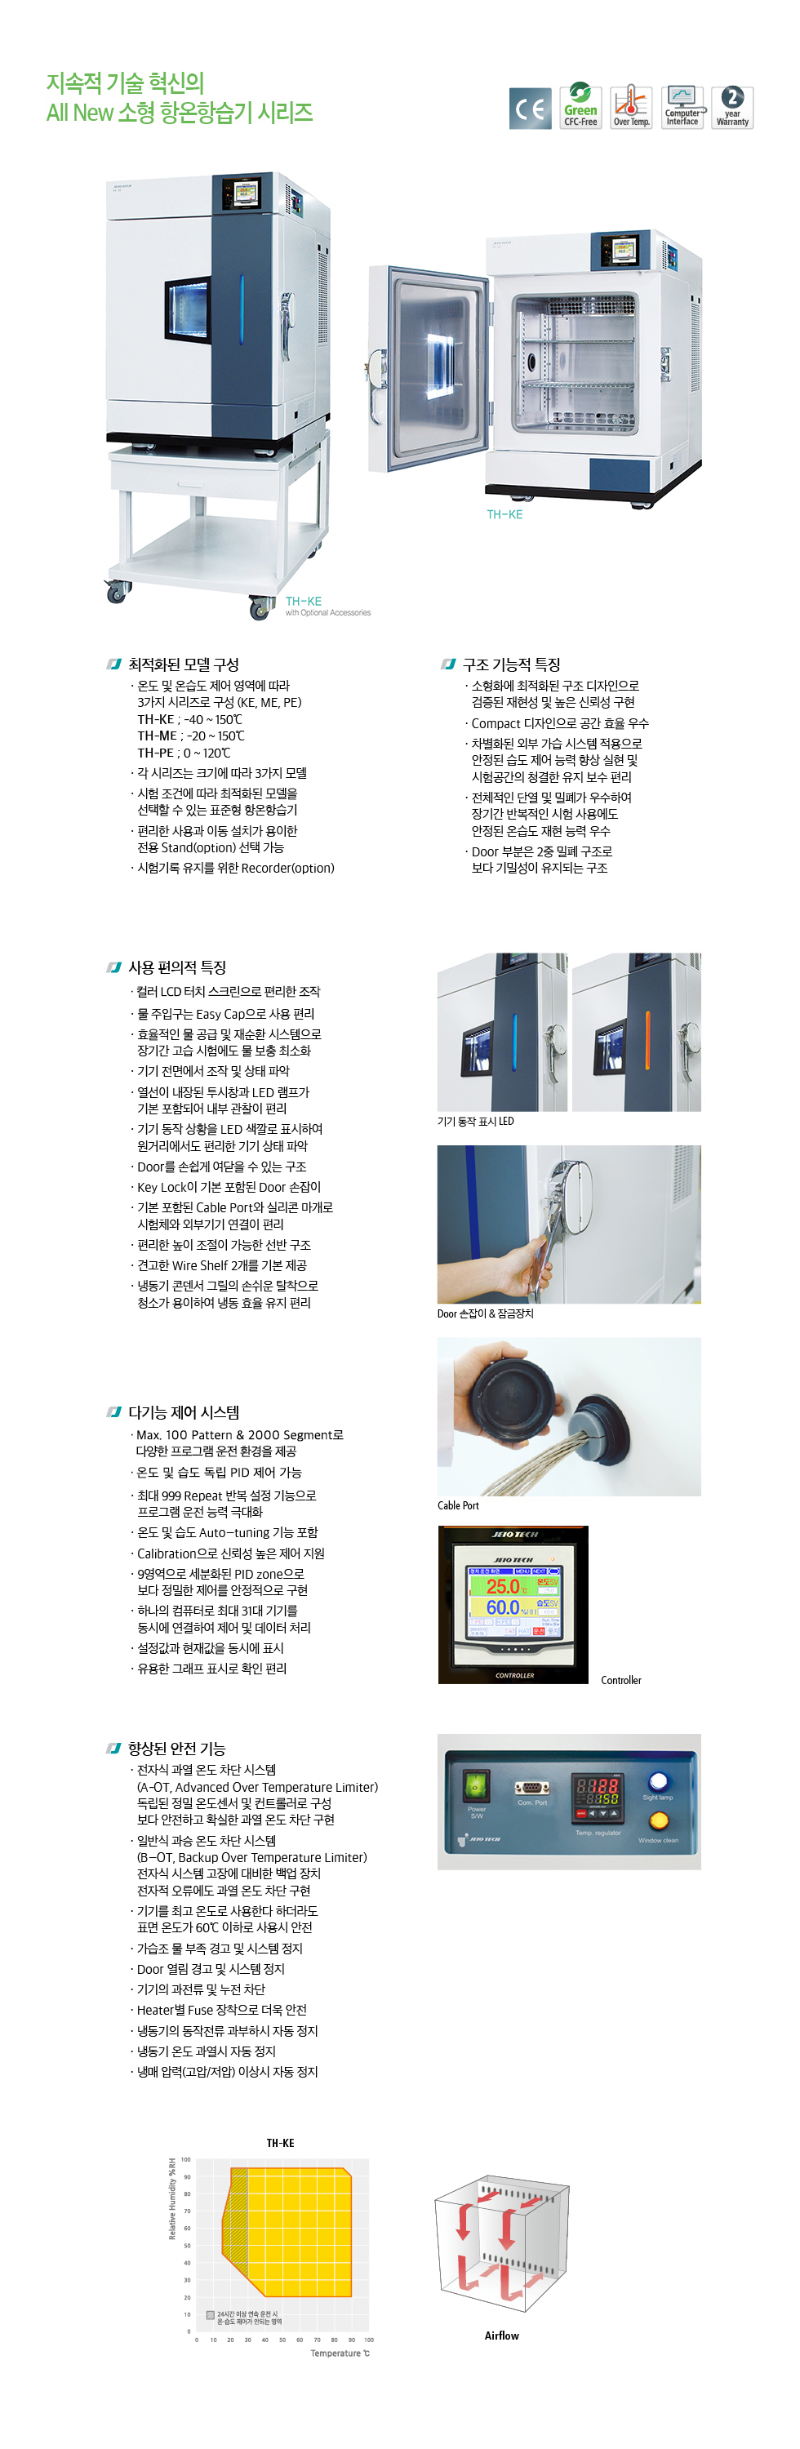 지속적 기술 혁신의
All New 소형 항온항습기 시리즈
CE
Green
CFC-Free
Over Temp.
Computer
Interface
2
year
Warranty
TH-KE
TH-KE
with Optional Accessories
최적화된 모델 구성
· 온도 및 온습도 제어 영역에 따라
3가지 시리즈로 구성 (KE, ME, PE)
TH-KE ; -40 ~ 150℃
TH-ME ; -20 ~ 150℃
TH-PE ; 0 ~ 120℃
· 각 시리즈는 크기에 따라 3가지 모델
· 시험 조건에 따라 최적화된 모델을
선택할 수 있는 표준형 항온항습기
· 편리한 사용과 이동 설치가 용이한
전용 Stand(option) 선택 가능
· 시험기록 유지를 위한 Recorder(option)
구조 기능적 특징
· 소형화에 최적화된 구조 디자인으로
검증된 재현성 및 높은 신뢰성 구현
· Compact 디자인으로 공간 효율 우수
· 차별화된 외부 가습 시스템 적용으로
안정된 습도 제어 능력 향상 실현 및
시험공간의 청결한 유지 보수 편리
· 전체적인 단열 및 밀폐가 우수하여
장기간 반복적인 시험 사용에도
안정된 온습도 재현 능력 우수
· Door 부분은 2중 밀폐 구조로
보다 기밀성이 유지되는 구조
사용 편의적 특징
· 컬러 LCD 터치 스크린으로 편리한 조작
· 물 주입구는 Easy Cap으로 사용 편리
· 효율적인 물 공급 및 재순환 시스템으로
장기간 고습 시험에도 물 보충 최소화
· 기기 전면에서 조작 및 상태 파악
· 열선이 내장된 투시창과 LED 램프가
기본 포함되어 내부 관찰이 편리
· 기기 동작 상황을 LED 색깔로 표시하여
원거리에서도 편리한 기기 상태 파악
· Door를 손쉽게 여닫을 수 있는 구조
· Key Lock이 기본 포함된 Door 손잡이
· 기본 포함된 Cable Port와 실리콘 마개로
시험체와 외부기기 연결이 편리
· 편리한 높이 조절이 가능한 선반 구조
· 견고한 Wire Shelf 2개를 기본 제공
· 냉동기 콘덴서 그릴의 손쉬운 탈착으로
청소가 용이하여 냉동 효율 유지 편리
기기 동작 표시 LED
Door 손잡이 & 잠금장치
Cable Port
다기능 제어 시스템
· Max. 100 Pattern & 2000 Segment로
다양한 프로그램 운전 환경을 제공
· 온도 및 습도 독립 PID 제어 가능
· 최대 999 Repeat 반복 설정 기능으로
프로그램 운전 능력 극대화
· 온도 및 습도 Auto-tuning 기능 포함
· Calibration으로 신뢰성 높은 제어 지원
· 9영역으로 세분화된 PID zone으로
보다 정밀한 제어를 안정적으로 구현
· 하나의 컴퓨터로 최대 31대 기기를
동시에 연결하여 제어 및 데이터 처리
· 설정값과 현재값을 동시에 표시
· 유용한 그래프 표시로 확인 편리
JEIO TECH
JEIO TECH
MENU NEXT
25.0 ℃
60.0
CONTROLLER
Controller
향상된 안전 기능
· 전자식 과열 온도 차단 시스템
(A-OT, Advanced Over Temperature Limiter)
독립된 정밀 온도센서 및 컨트롤러로 구성
보다 안전하고 확실한 과열 온도 차단 구현
· 일반식 과승 온도 차단 시스템
(B-OT, Backup Over Temperature Limiter)
전자식 시스템 고장에 대비한 백업 장치
전자적 오류에도 과열 온도 차단 구현
· 기기를 최고 온도로 사용한다 하더라도
표면 온도가 60℃ 이하로 사용시 안전
· 가습조 물 부족 경고 및 시스템 정지
· Door 열림 경고 및 시스템 정지
· 기기의 과전류 및 누전 차단
· Heater별 Fuse 장착으로 더욱 안전
· 냉동기의 동작전류 과부하시 자동 정지
· 냉동기 온도 과열시 자동 정지
· 냉매 압력(고압/저압) 이상시 자동 정지
Power
S/W
Com. Port
Temp. regulator
Sight lamp
Window clean
JEIO TECH
TH-KE
Relative Humidity %RH
100
90
80
70
60
50
40
30
20
10
0
24시간 이상 연속 운전 시
온·습도 제어가 안되는 영역
0 10 20 30 40 50 60 70 80 90 100
Temperature ℃
Airflow